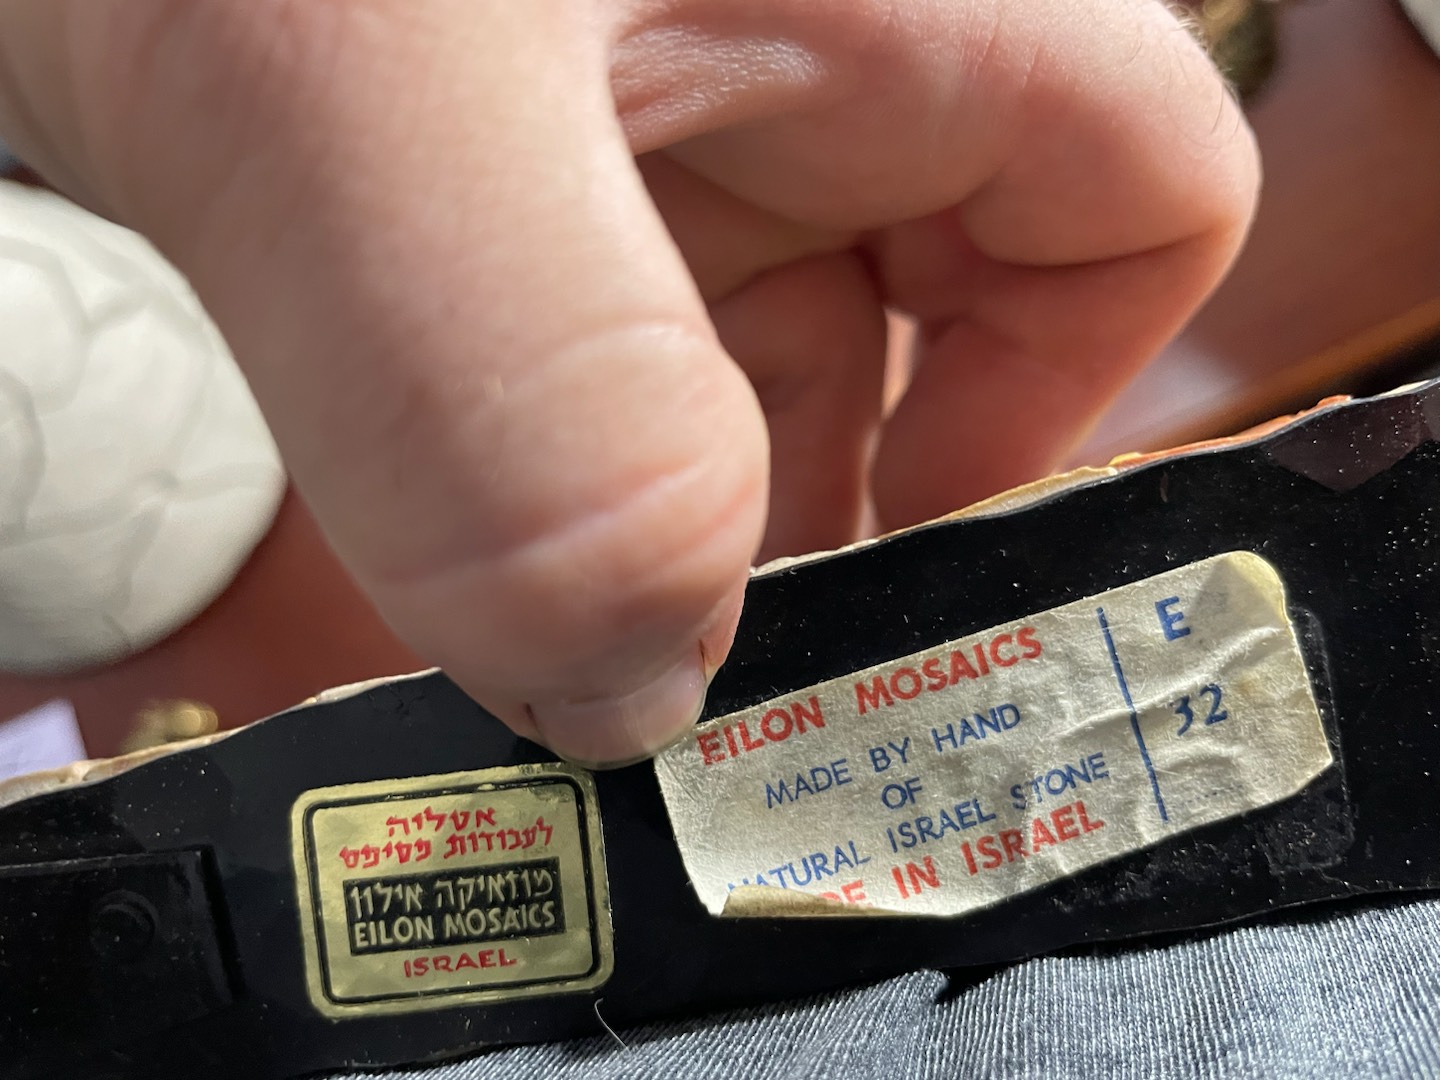 אטליה
לעבודות פסיפס
מוזאיקה אילון
EILON MOSAICS
ISRAEL
EILON MOSAICS
MADE BY HAND
OF
NATURAL ISRAEL STONE
MADE IN ISRAEL
E
32